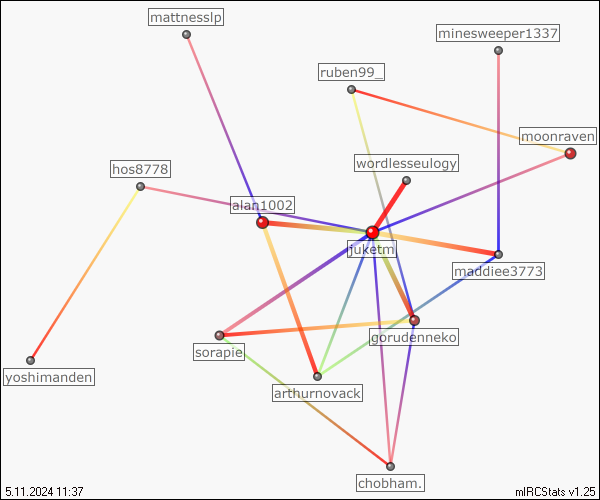 mattnesslp
minesweeper1337
ruben99_
moonraven
wordlesseulogy
hos8778
alan1002
juketm
maddiee3773
gorudenneko
sorapie
yoshimanden
arthurnovack
chobham.
5.11.2024 11:37
mIRCStats v1.25